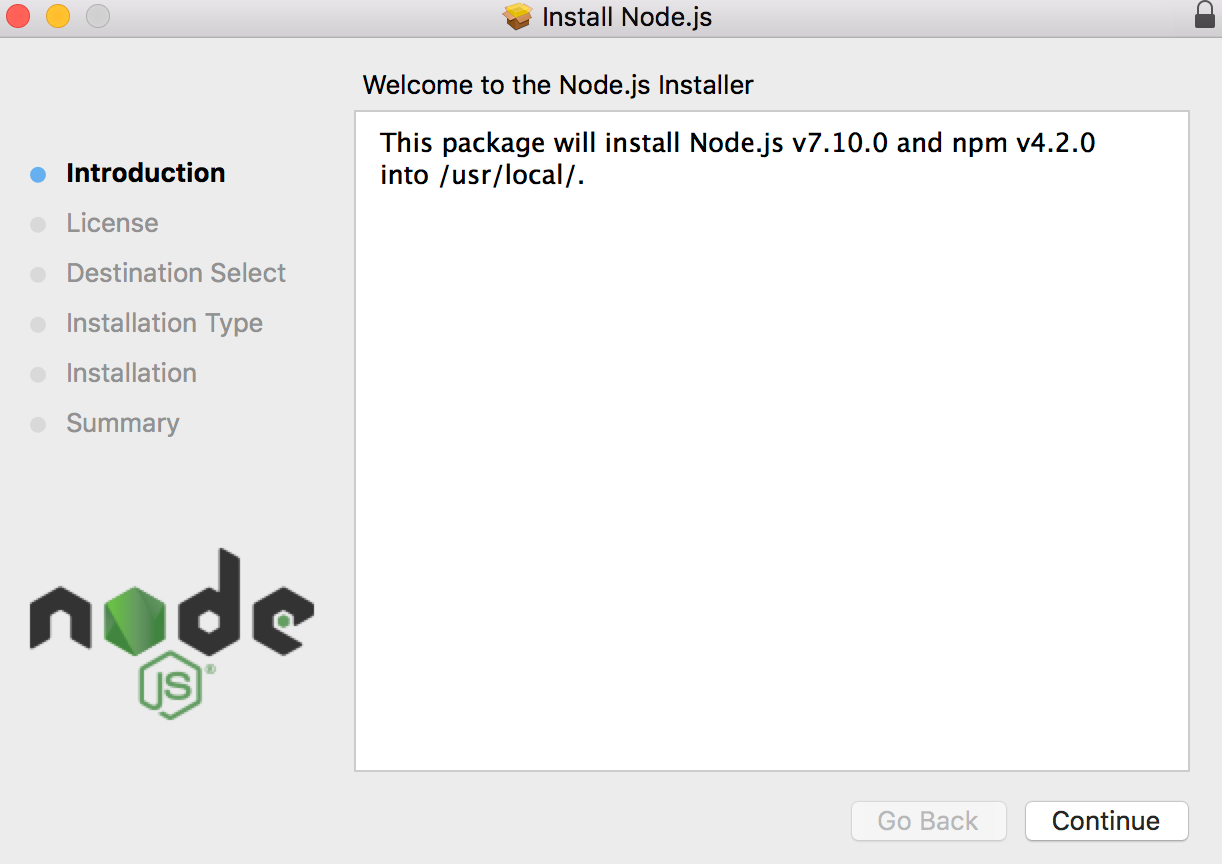 Install Node.js
Welcome to the Node.js Installer
This package will install Node.js v7.10.0 and npm v4.2.0
into /usr/local/.
Introduction
License
Destination Select
Installation Type
Installation
Summary
node
JS®
Go Back
Continue